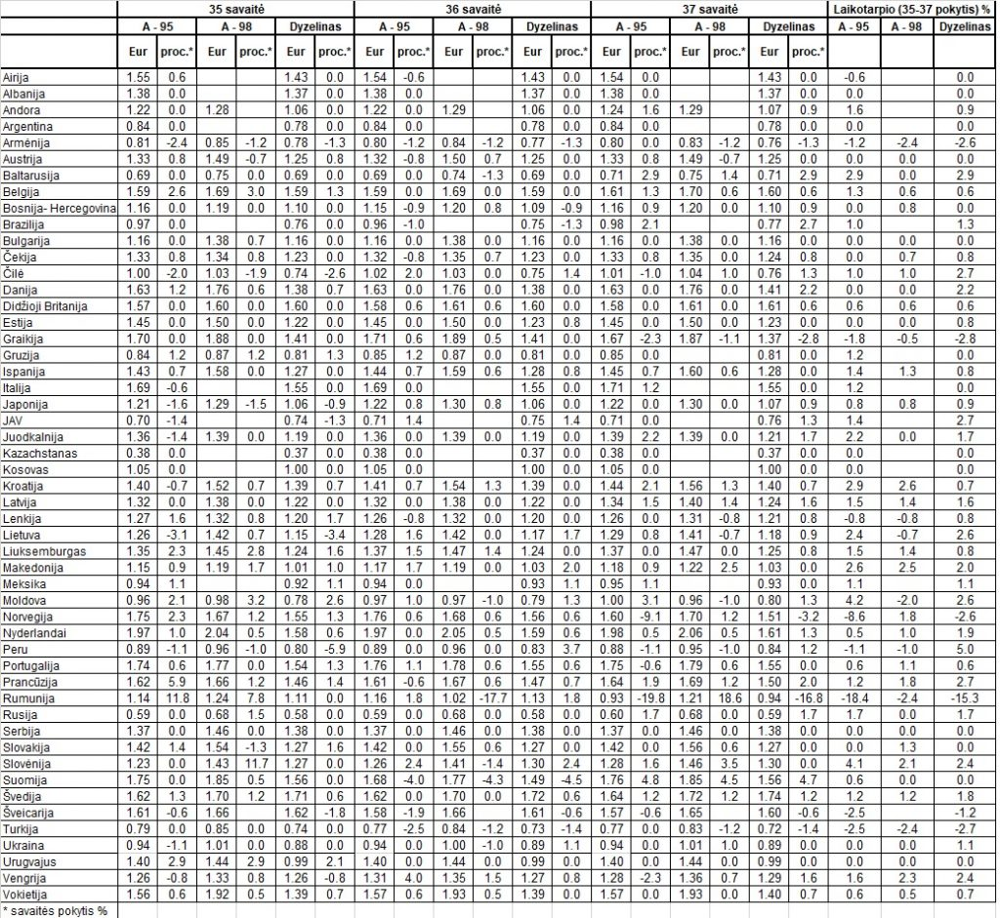 35 savaitė 36 savaitė 37 savaitė Laikotarpio (35-37 pokytis) %
A - 95 A - 98 Dyzelinas A - 95 A - 98 Dyzelinas A - 95 A - 98 Dyzelinas A - 95 A - 98 Dyzelinas
Eur proc.* Eur proc.* Eur proc.* Eur proc.* Eur proc.* Eur proc.* Eur proc.* Eur proc.* Eur proc.*
Airija 1.55 0.6 1.43 0.0 1.54 -0.6 1.43 0.0 1.54 0.0 1.43 0.0 -0.6 0.0
Albanija 1.38 0.0 1.37 0.0 1.38 0.0 1.37 0.0 1.38 0.0 1.37 0.0 0.0 0.0
Andora 1.22 0.0 1.28 1.06 0.0 1.22 0.0 1.29 1.06 0.0 1.24 1.6 1.29 1.07 0.9 1.6 0.9
Argentina 0.84 0.0 0.78 0.0 0.84 0.0 0.78 0.0 0.84 0.0 0.78 0.0 0.0 0.0
Armėnija 0.81 -2.4 0.85 -1.2 0.78 -1.3 0.80 -1.2 0.84 -1.2 0.77 -1.3 0.80 0.0 0.83 -1.2 0.76 -1.3 -1.2 -2.4 -2.6
Austrija 1.33 0.8 1.49 -0.7 1.25 0.8 1.32 -0.8 1.50 0.7 1.25 0.0 1.33 0.8 1.49 -0.7 1.25 0.0 0.0 0.0 0.0
Baltarusija 0.69 0.0 0.75 0.0 0.69 0.0 0.69 0.0 0.74 -1.3 0.69 0.0 0.71 2.9 0.75 1.4 0.71 2.9 2.9 0.0 2.9
Belgija 1.59 2.6 1.69 3.0 1.59 1.3 1.59 0.0 1.69 0.0 1.59 0.0 1.61 1.3 1.70 0.6 1.60 0.6 1.3 0.6 0.6
Bosnija- Hercegovina 1.16 0.0 1.19 0.0 1.10 0.0 1.15 -0.9 1.20 0.8 1.09 -0.9 1.16 0.9 1.20 0.0 1.10 0.9 0.0 0.8 0.0
Brazilija 0.97 0.0 0.76 0.0 0.96 -1.0 0.75 -1.3 0.98 2.1 0.77 2.7 1.0 1.3
Bulgarija 1.16 0.0 1.38 0.7 1.16 0.0 1.16 0.0 1.38 0.0 1.16 0.0 1.16 0.0 1.38 0.0 1.16 0.0 0.0 0.0 0.0
Čekija 1.33 0.8 1.34 0.8 1.23 0.0 1.32 -0.8 1.35 0.7 1.23 0.0 1.33 0.8 1.35 0.0 1.24 0.8 0.0 0.7 0.8
Čilė 1.00 -2.0 1.03 -1.9 0.74 -2.6 1.02 2.0 1.03 0.0 0.75 1.4 1.01 -1.0 1.04 1.0 0.76 1.3 1.0 1.0 2.7
Danija 1.63 1.2 1.76 0.6 1.38 0.7 1.63 0.0 1.76 0.0 1.38 0.0 1.63 0.0 1.76 0.0 1.41 2.2 0.0 0.0 2.2
Didžioji Britanija 1.57 0.0 1.60 0.0 1.60 0.0 1.58 0.6 1.61 0.6 1.60 0.0 1.58 0.0 1.61 0.0 1.61 0.6 0.6 0.6 0.6
Estija 1.45 0.0 1.50 0.0 1.22 0.0 1.45 0.0 1.50 0.0 1.23 0.8 1.45 0.0 1.50 0.0 1.23 0.0 0.0 0.0 0.8
Graikija 1.70 0.0 1.88 0.0 1.41 0.0 1.71 0.6 1.89 0.5 1.41 0.0 1.67 -2.3 1.87 -1.1 1.37 -2.8 -1.8 -0.5 -2.8
Gruzija 0.84 1.2 0.87 1.2 0.81 1.3 0.85 1.2 0.87 0.0 0.81 0.0 0.85 0.0 0.81 0.0 1.2 0.0
Ispanija 1.43 0.7 1.58 0.0 1.27 0.0 1.44 0.7 1.59 0.6 1.28 0.8 1.45 0.7 1.60 0.6 1.28 0.0 1.4 1.3 0.8
Italija 1.69 -0.6 1.55 0.0 1.69 0.0 1.55 0.0 1.71 1.2 1.55 0.0 1.2 0.0
Japonija 1.21 -1.6 1.29 -1.5 1.06 -0.9 1.22 0.8 1.30 0.8 1.06 0.0 1.22 0.0 1.30 0.0 1.07 0.9 0.8 0.8 0.9
JAV 0.70 -1.4 0.74 -1.3 0.71 1.4 0.75 1.4 0.71 0.0 0.76 1.3 1.4 2.7
Juodkalnija 1.36 -1.4 1.39 0.0 1.19 0.0 1.36 0.0 1.39 0.0 1.19 0.0 1.39 2.2 1.39 0.0 1.21 1.7 2.2 0.0 1.7
Kazachstanas 0.38 0.0 0.37 0.0 0.38 0.0 0.37 0.0 0.38 0.0 0.37 0.0 0.0 0.0
Kosovas 1.05 0.0 1.00 0.0 1.05 0.0 1.00 0.0 1.05 0.0 1.00 0.0 0.0 0.0
Kroatija 1.40 -0.7 1.52 0.7 1.39 0.7 1.41 0.7 1.54 1.3 1.39 0.0 1.44 2.1 1.56 1.3 1.40 0.7 2.9 2.6 0.7
Latvija 1.32 0.0 1.38 0.0 1.22 0.0 1.32 0.0 1.38 0.0 1.22 0.0 1.34 1.5 1.40 1.4 1.24 1.6 1.5 1.4 1.6
Lenkija 1.27 1.6 1.32 0.8 1.20 1.7 1.26 -0.8 1.32 0.0 1.20 0.0 1.26 0.0 1.31 -0.8 1.21 0.8 -0.8 -0.8 0.8
Lietuva 1.26 -3.1 1.42 0.7 1.15 -3.4 1.28 1.6 1.42 0.0 1.17 1.7 1.29 0.8 1.41 -0.7 1.18 0.9 2.4 -0.7 2.6
Liuksemburgas 1.35 2.3 1.45 2.8 1.24 1.6 1.37 1.5 1.47 1.4 1.24 0.0 1.37 0.0 1.47 0.0 1.25 0.8 1.5 1.4 0.8
Makedonija 1.15 0.9 1.19 1.7 1.01 1.0 1.17 1.7 1.19 0.0 1.03 2.0 1.18 0.9 1.22 2.5 1.03 0.0 2.6 2.5 2.0
Meksika 0.94 1.1 0.92 1.1 0.94 0.0 0.93 1.1 0.95 1.1 0.93 0.0 1.1 1.1
Moldova 0.96 2.1 0.98 3.2 0.78 2.6 0.97 1.0 0.97 -1.0 0.79 1.3 1.00 3.1 0.96 -1.0 0.80 1.3 4.2 -2.0 2.6
Norvegija 1.75 2.3 1.67 1.2 1.55 1.3 1.76 0.6 1.68 0.6 1.56 0.6 1.60 -9.1 1.70 1.2 1.51 -3.2 -8.6 1.8 -2.6
Nyderlandai 1.97 1.0 2.04 0.5 1.58 0.6 1.97 0.0 2.05 0.5 1.59 0.6 1.98 0.5 2.06 0.5 1.61 1.3 0.5 1.0 1.9
Peru 0.89 -1.1 0.96 -1.0 0.80 -5.9 0.89 0.0 0.96 0.0 0.83 3.7 0.88 -1.1 0.95 -1.0 0.84 1.2 -1.1 -1.0 5.0
Portugalija 1.74 0.6 1.77 0.0 1.54 1.3 1.76 1.1 1.78 0.6 1.55 0.6 1.75 -0.6 1.79 0.6 1.55 0.0 0.6 1.1 0.6
Prancūzija 1.62 5.9 1.66 1.2 1.46 1.4 1.61 -0.6 1.67 0.6 1.47 0.7 1.64 1.9 1.69 1.2 1.50 2.0 1.2 1.8 2.7
Rumunija 1.14 11.8 1.24 7.8 1.11 0.0 1.16 1.8 1.02 -17.7 1.13 1.8 0.93 -19.8 1.21 18.6 0.94 -16.8 -18.4 -2.4 -15.3
Rusija 0.59 0.0 0.68 1.5 0.58 0.0 0.59 0.0 0.68 0.0 0.58 0.0 0.60 1.7 0.68 0.0 0.59 1.7 1.7 0.0 1.7
Serbija 1.37 0.0 1.46 0.0 1.38 0.0 1.37 0.0 1.46 0.0 1.38 0.0 1.37 0.0 1.46 0.0 1.38 0.0 0.0 0.0 0.0
Slovakija 1.42 1.4 1.54 -1.3 1.27 1.6 1.42 0.0 1.55 0.6 1.27 0.0 1.42 0.0 1.56 0.6 1.27 0.0 0.0 1.3 0.0
Slovėnija 1.23 0.0 1.43 11.7 1.27 0.0 1.26 2.4 1.41 -1.4 1.30 2.4 1.28 1.6 1.46 3.5 1.30 0.0 4.1 2.1 2.4
Suomija 1.75 0.0 1.85 0.5 1.56 0.0 1.68 -4.0 1.77 -4.3 1.49 -4.5 1.76 4.8 1.85 4.5 1.56 4.7 0.6 0.0 0.0
Švedija 1.62 1.3 1.70 1.2 1.71 0.6 1.62 0.0 1.70 0.0 1.72 0.6 1.64 1.2 1.72 1.2 1.74 1.2 1.2 1.2 1.8
Šveicarija 1.61 -0.6 1.66 1.62 -1.8 1.58 -1.9 1.66 1.61 -0.6 1.57 -0.6 1.65 1.60 -0.6 -2.5 -1.2
Turkija 0.79 0.0 0.85 0.0 0.74 0.0 0.77 -2.5 0.84 -1.2 0.73 -1.4 0.77 0.0 0.83 -1.2 0.72 -1.4 -2.5 -2.4 -2.7
Ukraina 0.94 -1.1 1.01 0.0 0.88 0.0 0.94 0.0 1.00 -1.0 0.89 1.1 0.94 0.0 1.01 1.0 0.89 0.0 0.0 0.0 1.1
Urugvajus 1.40 2.9 1.44 2.9 0.99 2.1 1.40 0.0 1.44 0.0 0.99 0.0 1.40 0.0 1.44 0.0 0.99 0.0 0.0 0.0 0.0
Vengrija 1.26 -0.8 1.33 0.8 1.26 -0.8 1.31 4.0 1.35 1.5 1.27 0.8 1.28 -2.3 1.36 0.7 1.29 1.6 1.6 2.3 2.4
Vokietija 1.56 0.6 1.92 0.5 1.39 0.7 1.57 0.6 1.93 0.5 1.39 0.0 1.57 0.0 1.93 0.0 1.40 0.7 0.6 0.5 0.7
* savaitės pokytis %